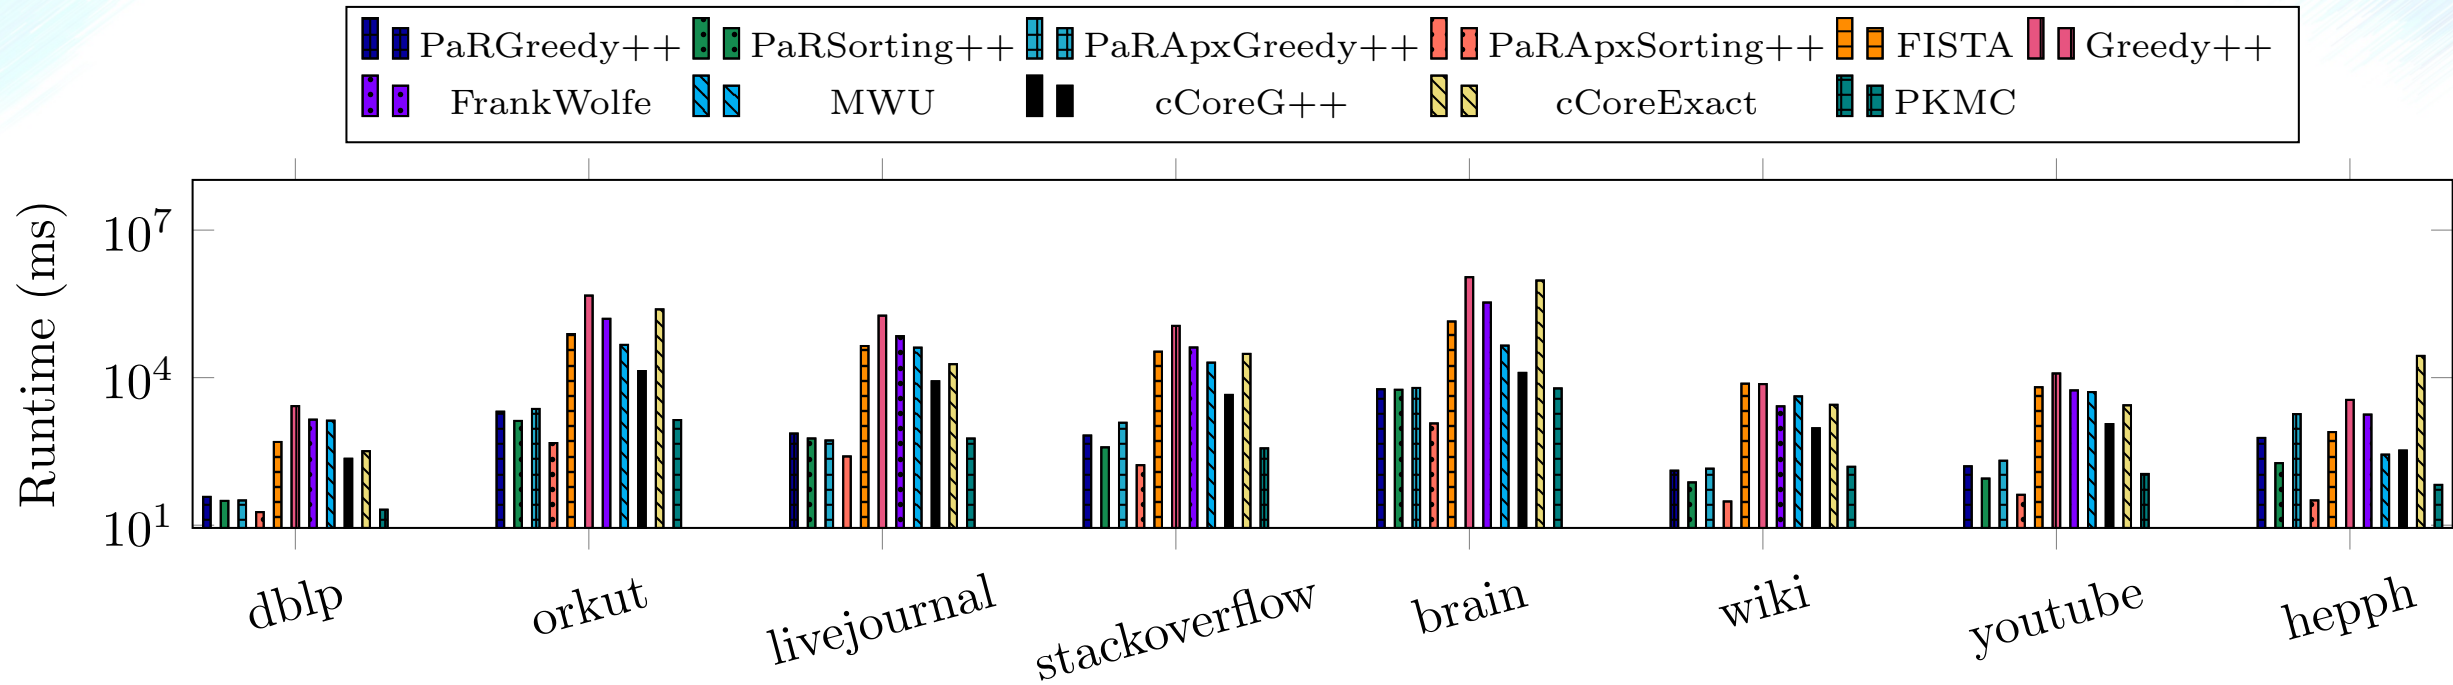 PaRGreedy++ PaRSorting++ PaRApxGreedy++ PaRApxSorting++ FISTA Greedy++
FrankWolfe MWU cCoreG++ cCoreExact PKMC
Runtime (ms)
10^7
10^4
10^1
dblp orkut livejournal stackoverflow brain wiki youtube hepph